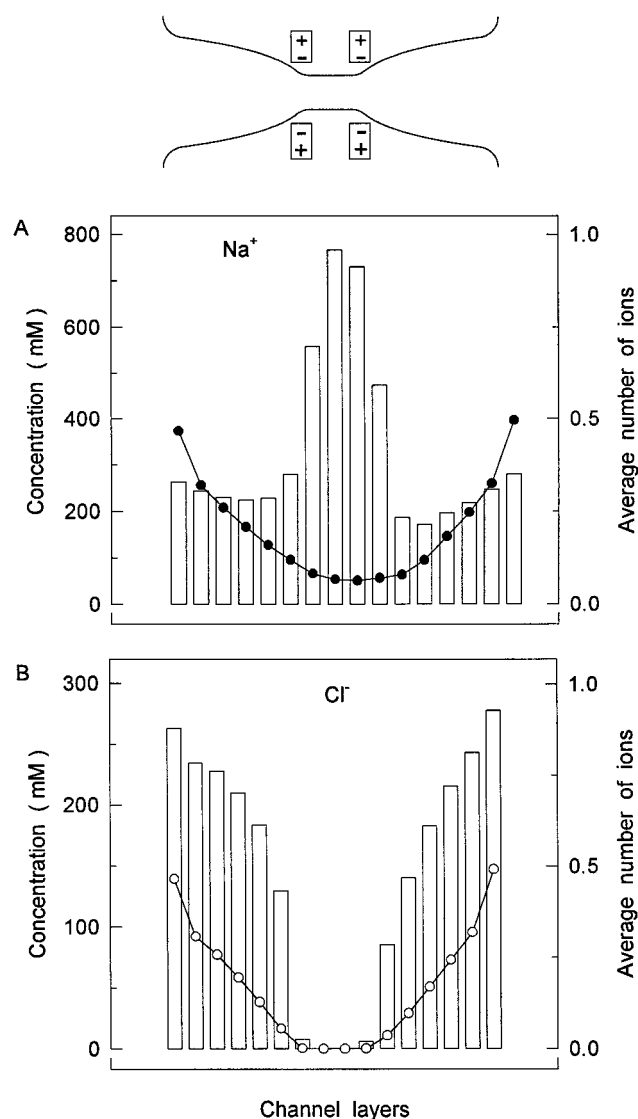 + +
− −
− −
+ +
A
Na⁺
800
600
400
200
0
Concentration ( mM )
1.0
0.5
0.0
Average number of ions
B
Cl⁻
300
200
100
0
Concentration ( mM )
1.0
0.5
0.0
Average number of ions
Channel layers